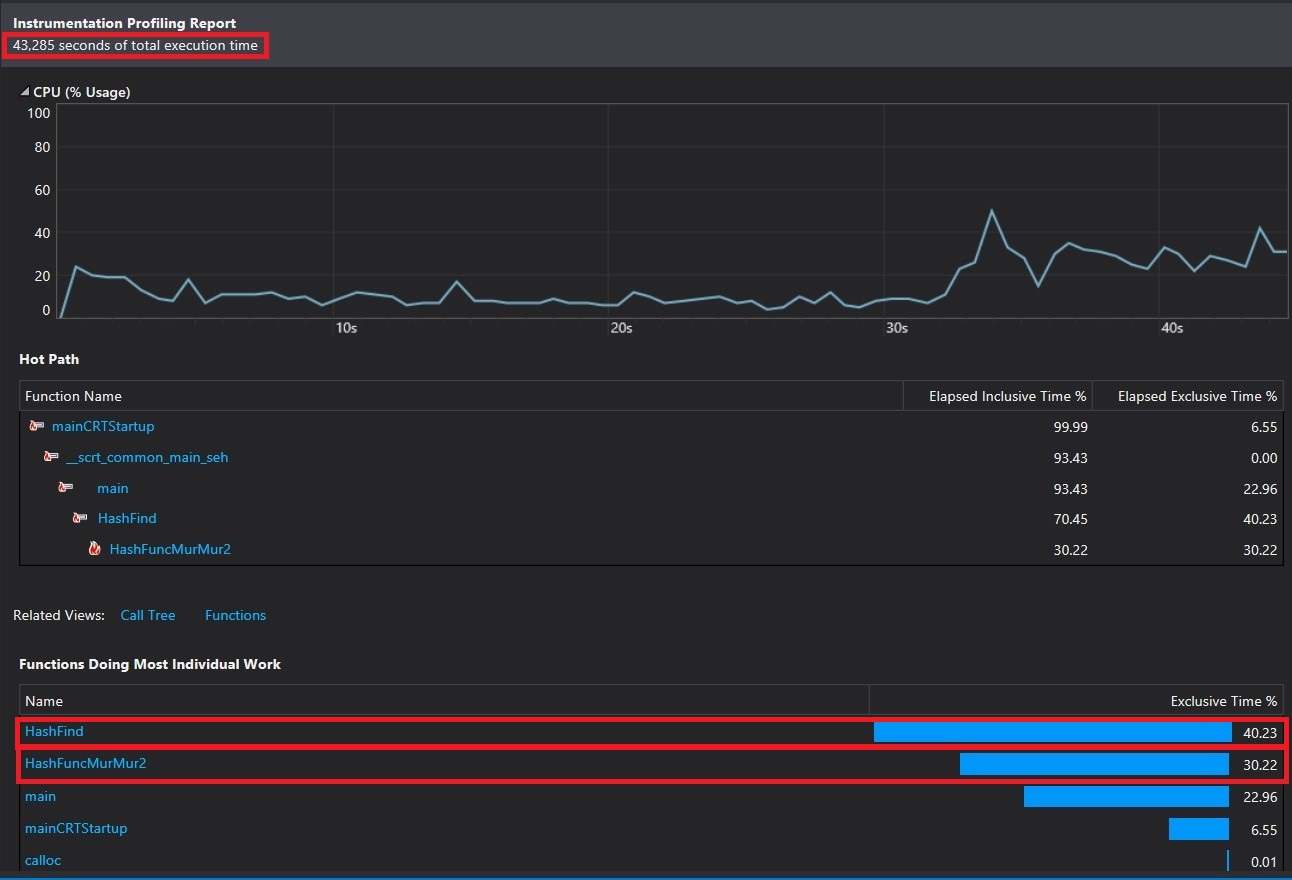 Instrumentation Profiling Report
43,285 seconds of total execution time
CPU (% Usage)
100
80
60
40
20
0
10s 20s 30s 40s
Hot Path
Function Name Elapsed Inclusive Time % Elapsed Exclusive Time %
mainCRTStartup 99.99 6.55
__scrt_common_main_seh 93.43 0.00
main 93.43 22.96
HashFind 70.45 40.23
HashFuncMurMur2 30.22 30.22
Related Views: Call Tree Functions
Functions Doing Most Individual Work
Name Exclusive Time %
HashFind 40.23
HashFuncMurMur2 30.22
main 22.96
mainCRTStartup 6.55
calloc 0.01